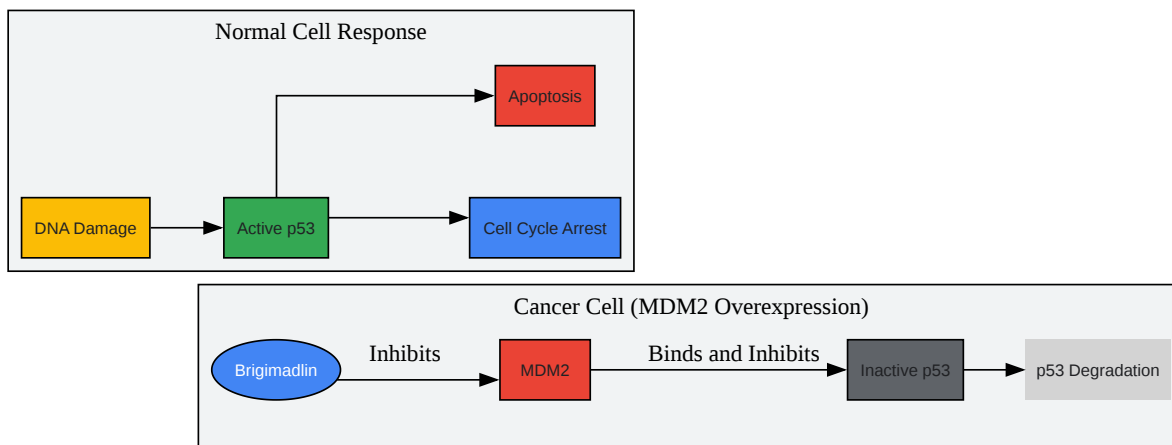 Normal Cell Response
Apoptosis
DNA Damage
Active p53
Cell Cycle Arrest
Cancer Cell (MDM2 Overexpression)
Brigimadlin
Inhibits
MDM2
Binds and Inhibits
Inactive p53
p53 Degradation